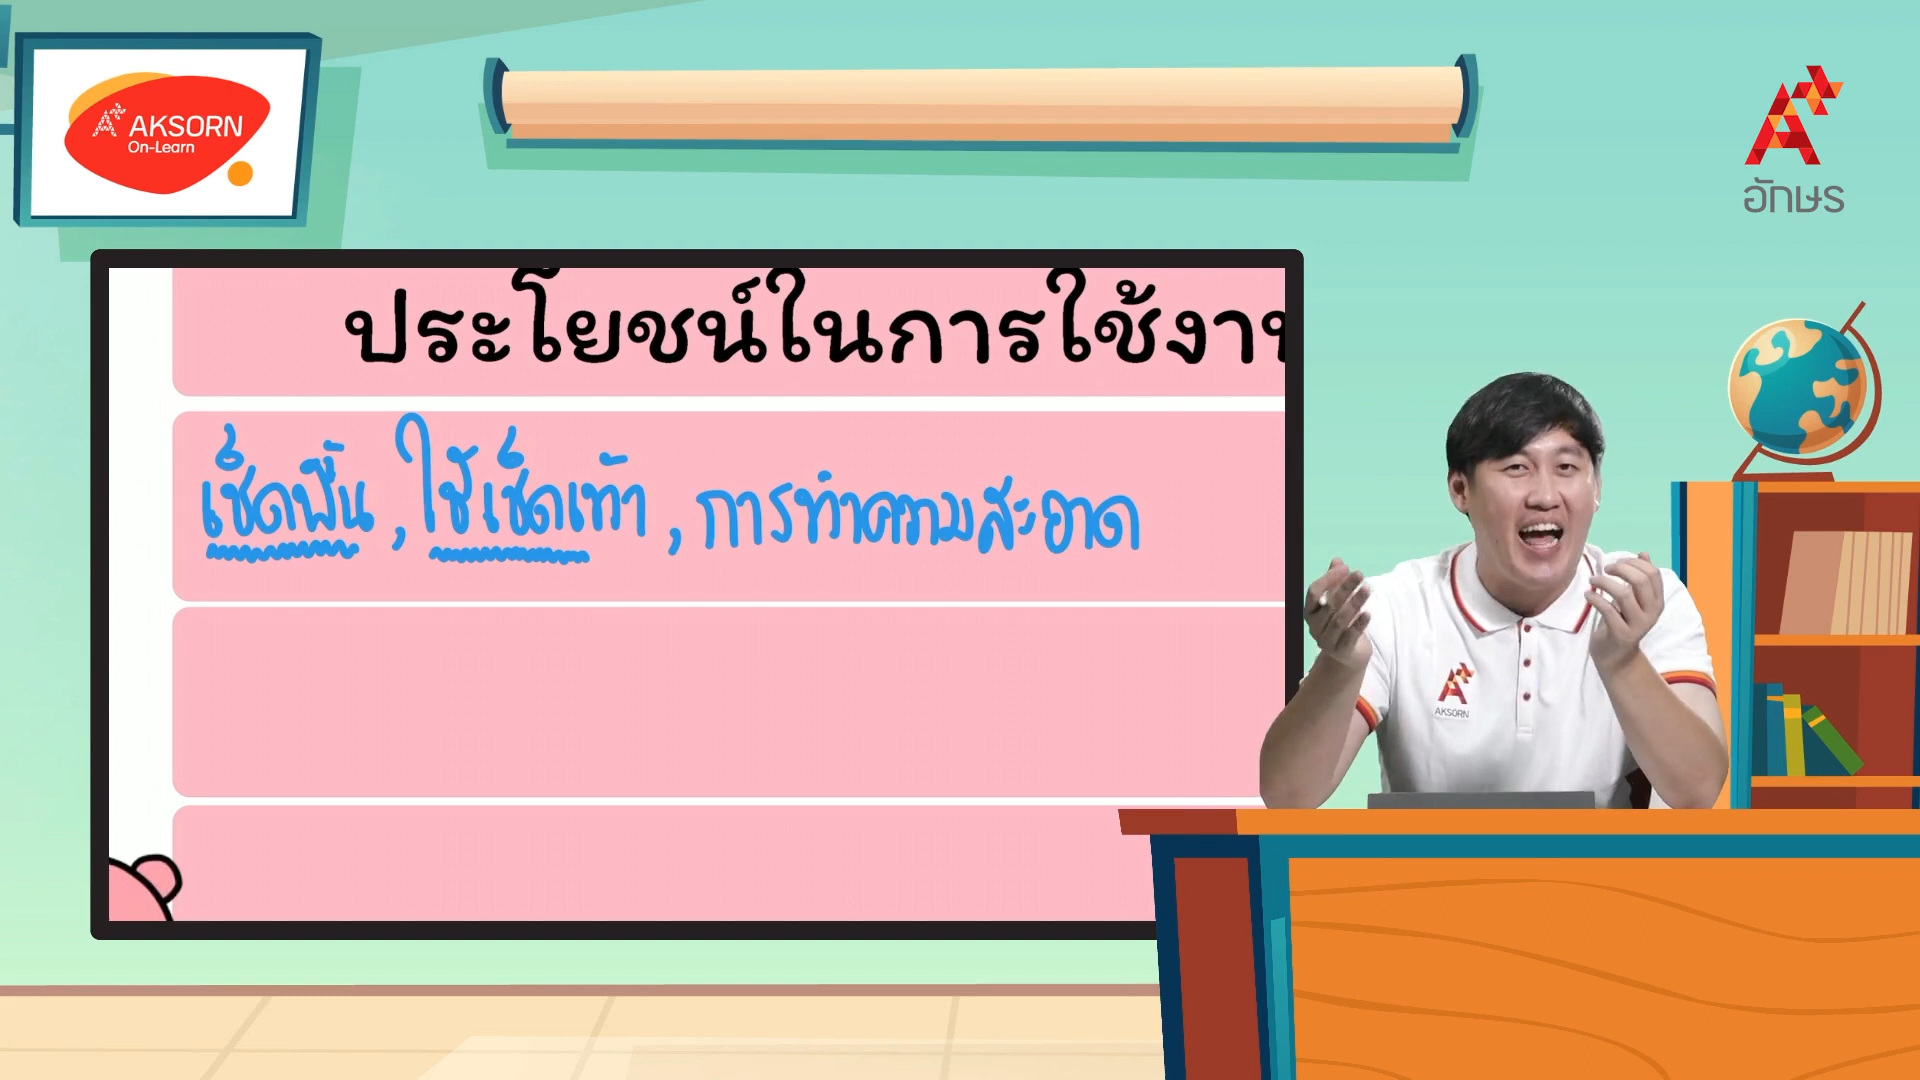 AKSORN
On-Learn
อักษร
ประโยชน์ในการใช้งาน
เช็ดพื้น, ใช้เช็ดเท้า, การทำความสะอาด
AKSORN